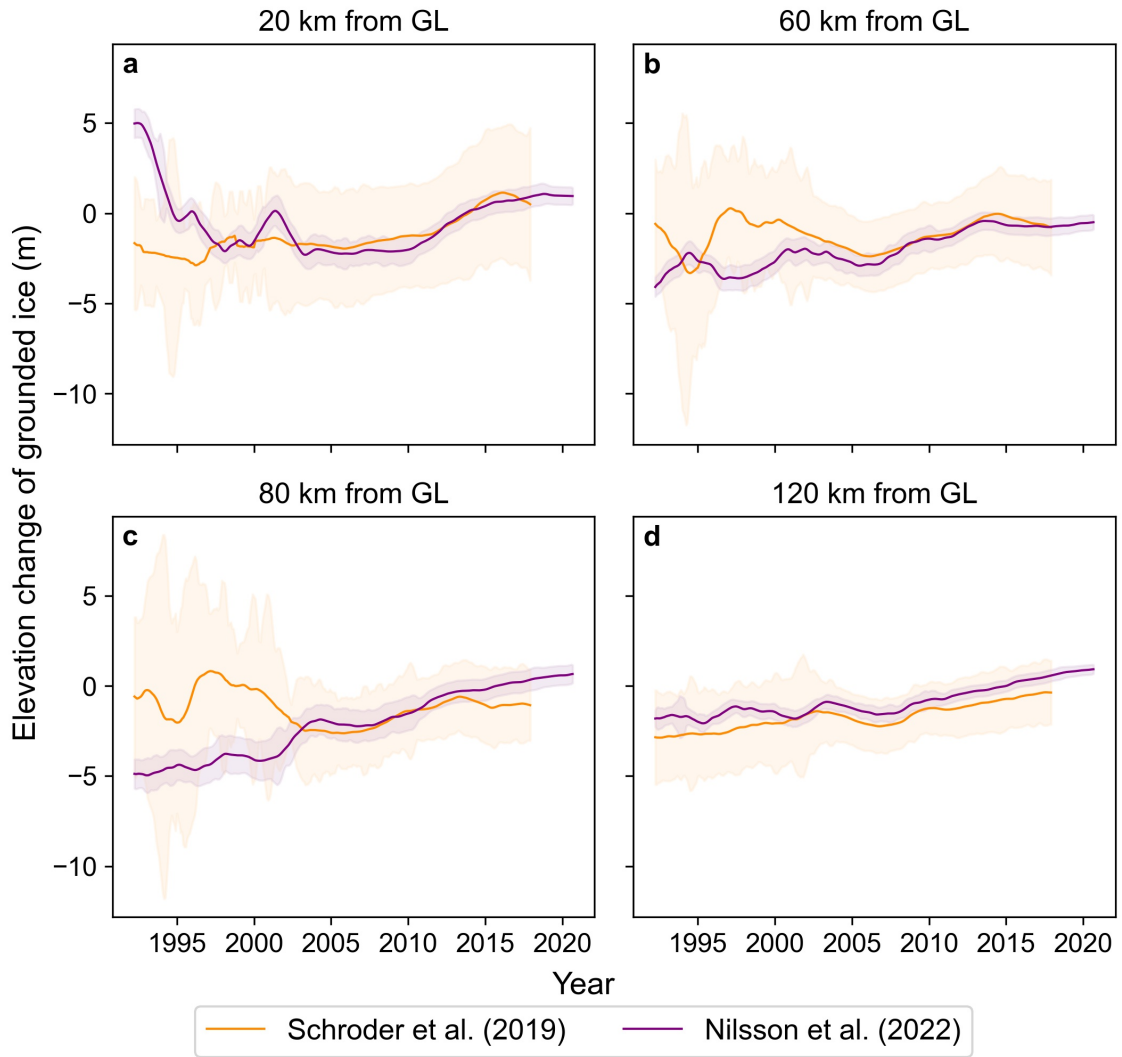 20 km from GL
60 km from GL
a
b
5
0
−5
−10
Elevation change of grounded ice (m)
80 km from GL
120 km from GL
c
d
5
0
−5
−10
1995 2000 2005 2010 2015 2020
1995 2000 2005 2010 2015 2020
Year
Schroder et al. (2019)
Nilsson et al. (2022)